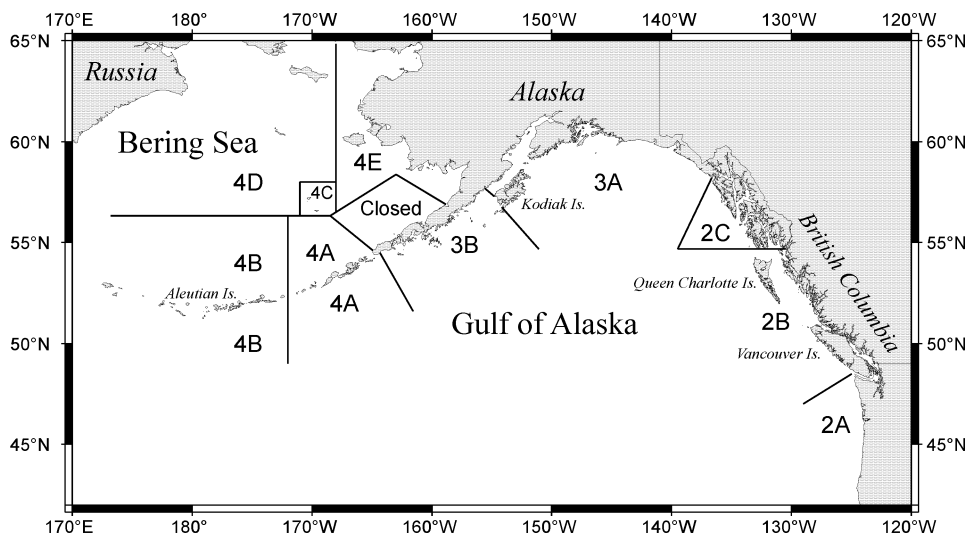 170°E 180° 170°W 160°W 150°W 140°W 130°W 120°W
65°N 65°N
Russia
Alaska
60°N 60°N
Bering Sea
4E
4D
4C
3A
Closed
Kodiak Is.
55°N 55°N
2C
3B
4A
4B
British Columbia
Queen Charlotte Is.
Aleutian Is.
4A
Gulf of Alaska
2B
50°N 50°N
4B
Vancouver Is.
2A
45°N 45°N
170°E 180° 170°W 160°W 150°W 140°W 130°W 120°W